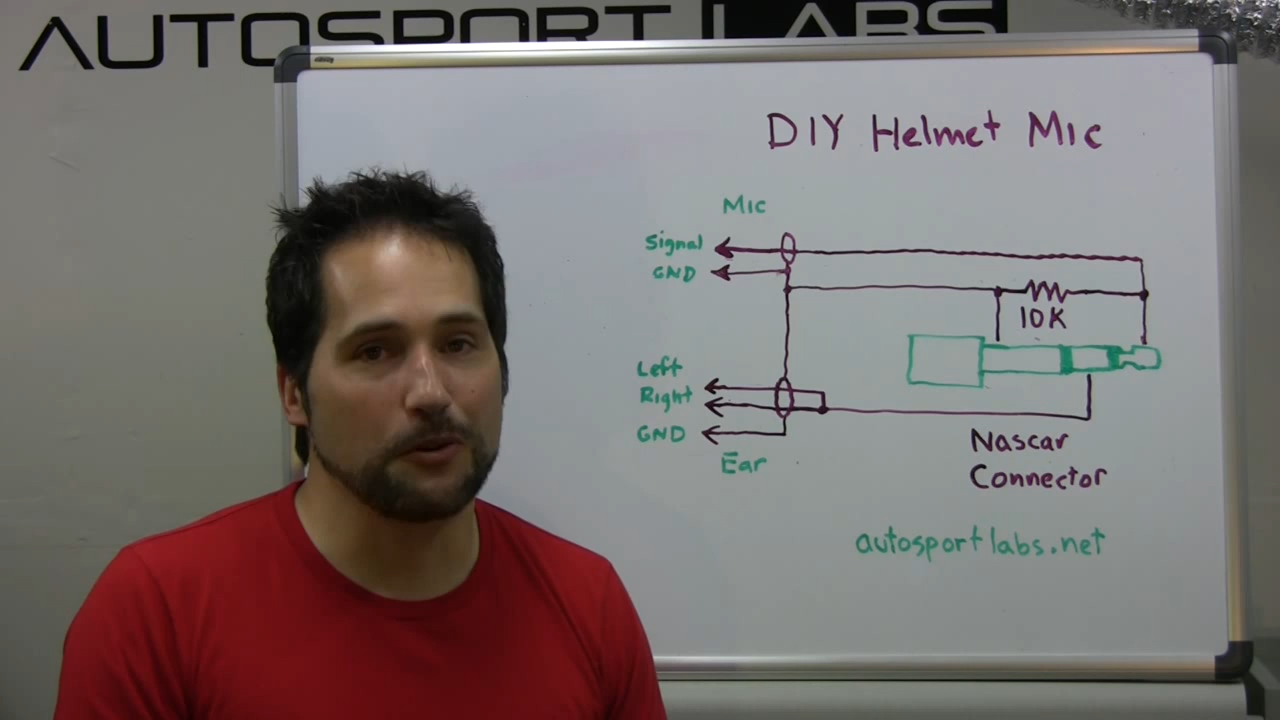 AUTOSPORT LABS
DIY Helmet Mic
Mic
Signal
GND
10K
Left
Right
GND
Ear
Nascar
Connector
autosportlabs.net